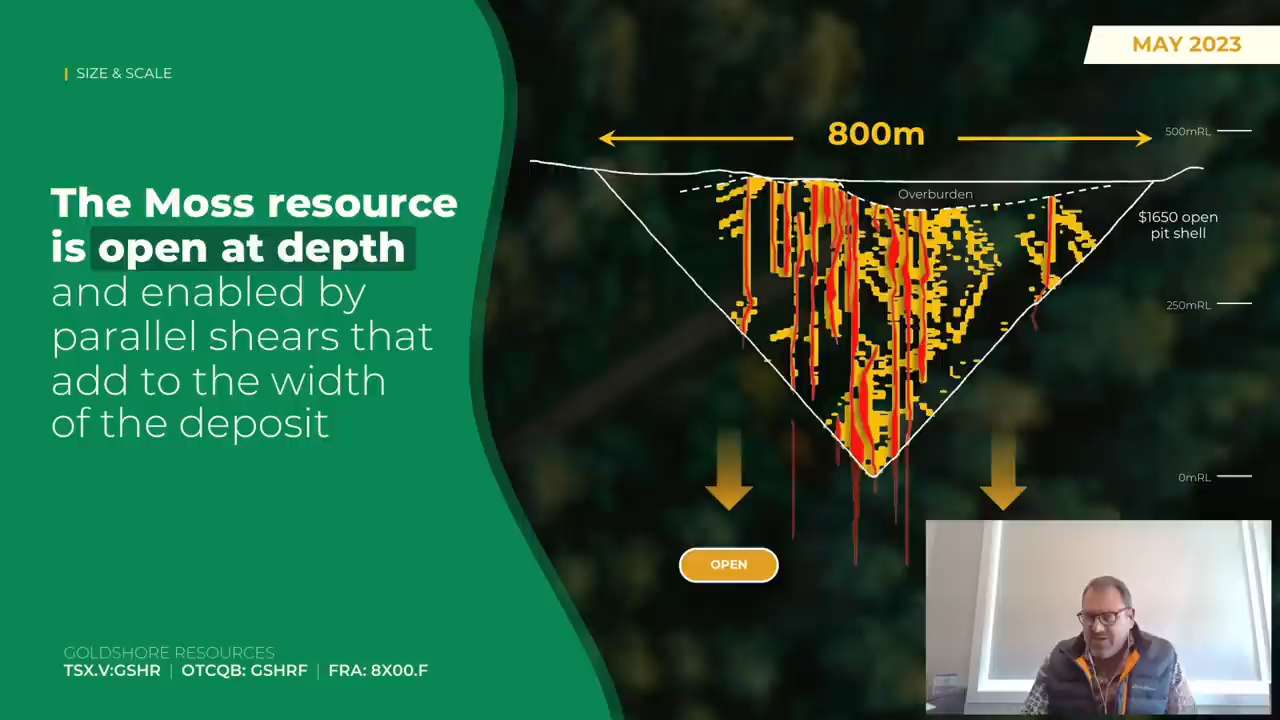 SIZE & SCALE
MAY 2023
The Moss resource
is open at depth
and enabled by
parallel shears that
add to the width
of the deposit
800m
500mRL
Overburden
$1650 open
pit shell
250mRL
0mRL
OPEN
GOLDSHORE RESOURCES
TSX.V:GSHR | OTCQB: GSHRF | FRA: 8X00.F